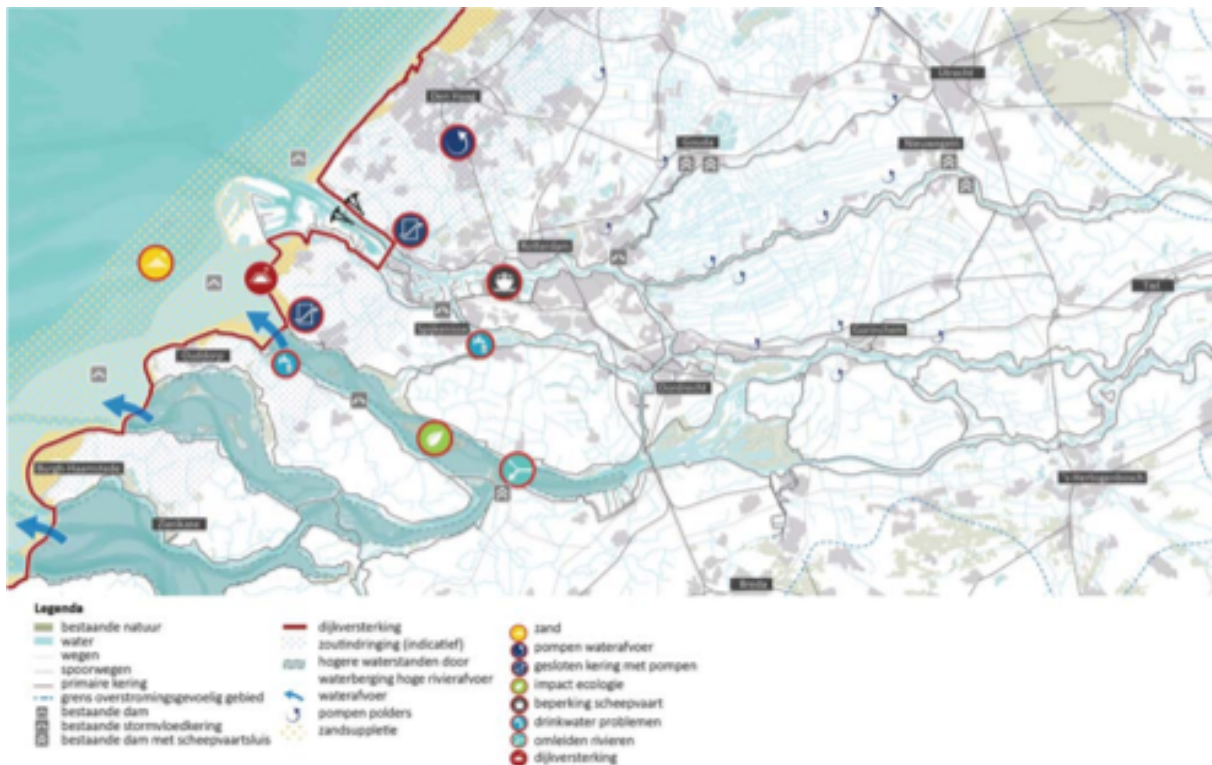 Den Haag
Utrecht
Gouda
Nieuwegein
Rotterdam
Tiel
Spijkenisse
Gorinchem
Ouddorp
Dordrecht
Burgh-Haamstede
's Hertogenbosch
Zierikzee
Breda
Legenda
bestaande natuur
water
wegen
spoorwegen
primaire kering
grens overstromingsgevoelig gebied
bestaande dam
bestaande stormvloedkering
bestaande dam met scheepvaartsluis
dijkversterking
zoutindringing (indicatief)
hogere waterstanden door
waterberging hoge rivierafvoer
waterafvoer
pompen polders
zandsuppletie
zand
pompen waterafvoer
gesloten kering met pompen
impact ecologie
beperking scheepvaart
drinkwater problemen
omleiden rivieren
dijkversterking